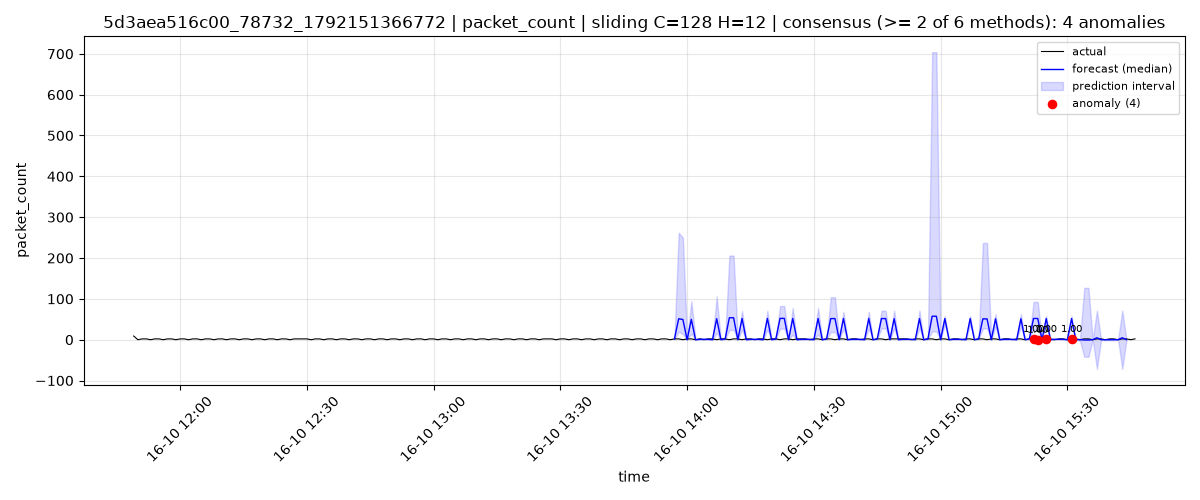 5d3aea516c00_78732_1792151366772 | packet_count | sliding C=128 H=12 | consensus (>= 2 of 6 methods): 4 anomalies
700
600
500
400
300
200
100
0
−100
packet_count
actual
forecast (median)
prediction interval
anomaly (4)
1.00
16-10 12:00
16-10 12:30
16-10 13:00
16-10 13:30
16-10 14:00
16-10 14:30
16-10 15:00
16-10 15:30
time